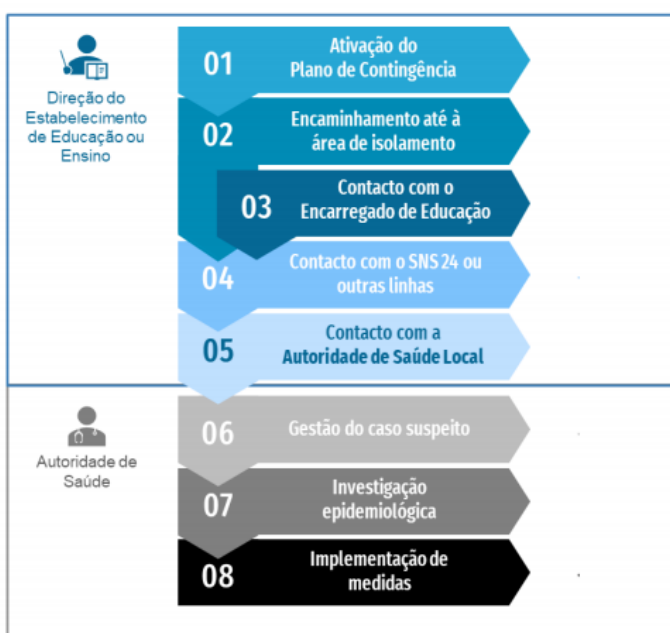 Direção do
Estabelecimento
de Educação ou
Ensino
01
Ativação do
Plano de Contingência
02
Encaminhamento até à
área de isolamento
03
Contacto com o
Encarregado de Educação
04
Contacto com o SNS 24 ou
outras linhas
05
Contacto com a
Autoridade de Saúde Local
Autoridade de
Saúde
06
Gestão do caso suspeito
07
Investigação
epidemiológica
08
Implementação de
medidas